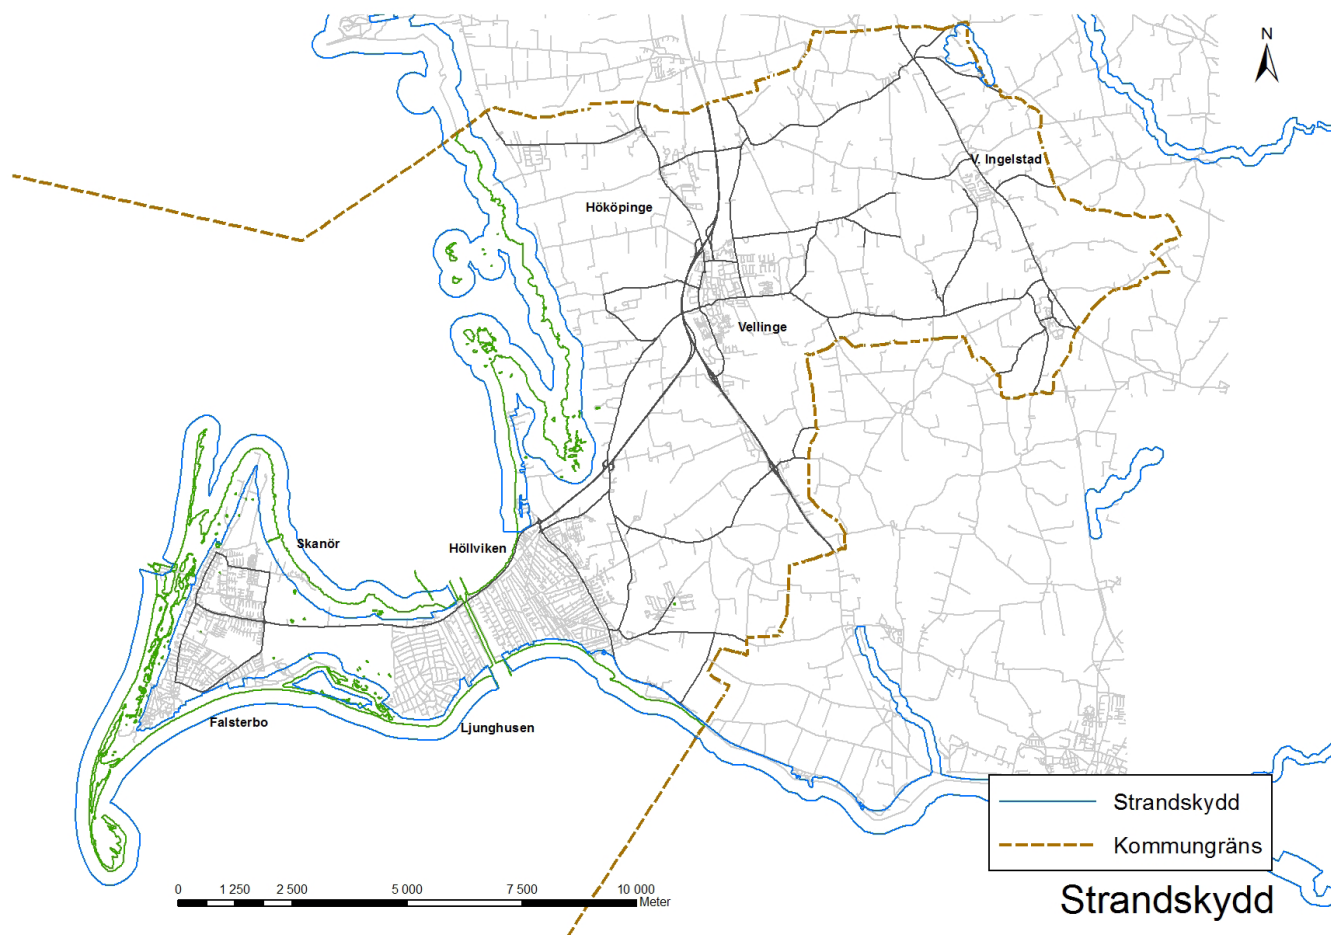 N
V. Ingelstad
Hököpinge
Vellinge
Skanör
Höllviken
Falsterbo
Ljunghusen
Strandskydd
Kommungräns
0 1 250 2 500 5 000 7 500 10 000
Meter
Strandskydd